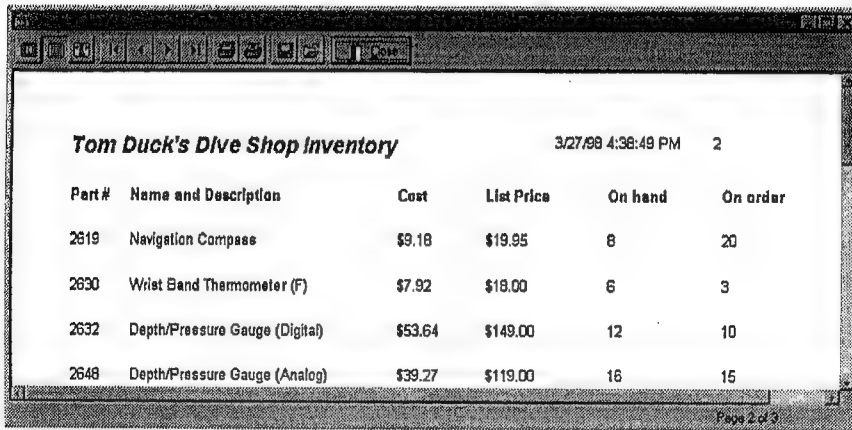 Close
Tom Duck's Dive Shop Inventory 3/27/98 4:38:49 PM 2
Part # Name and Description Cost List Price On hand On order
2619 Navigation Compass $9.18 $19.95 8 20
2630 Wrist Band Thermometer (F) $7.92 $18.00 6 3
2632 Depth/Pressure Gauge (Digital) $53.64 $149.00 12 10
2648 Depth/Pressure Gauge (Analog) $39.27 $119.00 16 15
Page 2 of 3